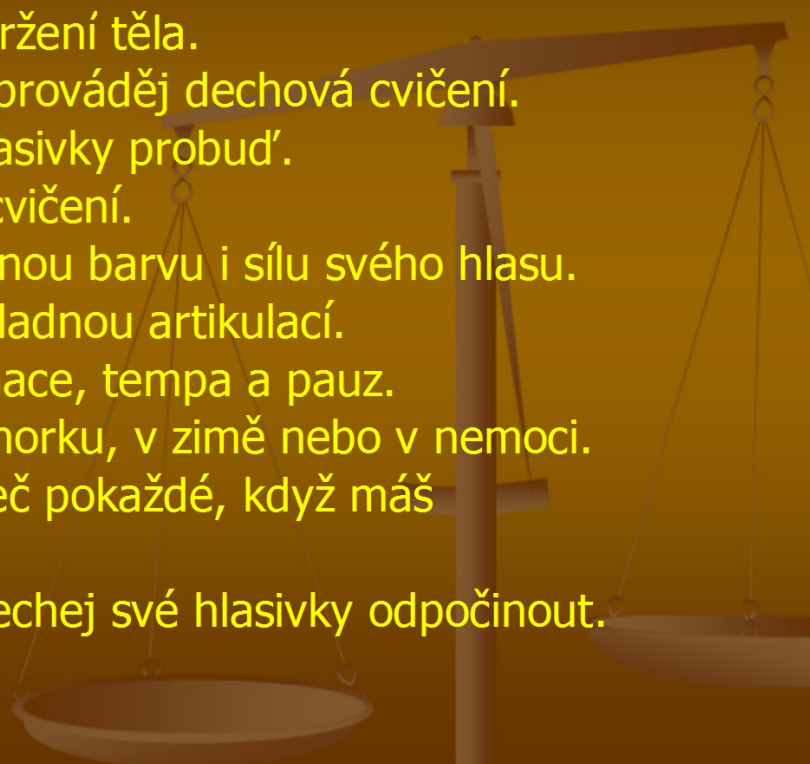 ržení těla.
prováděj dechová cvičení.
asivky probuď.
cvičení.
nou barvu i sílu svého hlasu.
ladnou artikulací.
ace, tempa a pauz.
horku, v zimě nebo v nemoci.
eč pokaždé, když máš
echej své hlasivky odpočinout.